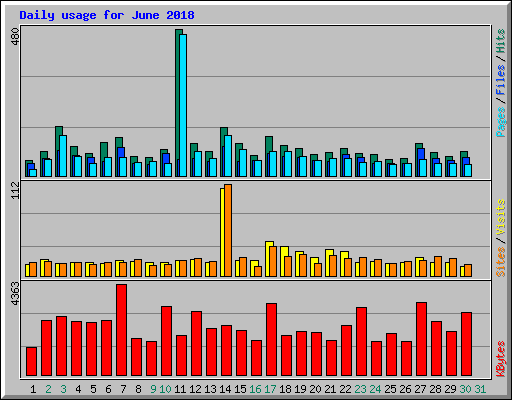 Daily usage for June 2018
480
Pages / Files / Hits
112
Sites / Visits
4363
KBytes
1 2 3 4 5 6 7 8 9 10 11 12 13 14 15 16 17 18 19 20 21 22 23 24 25 26 27 28 29 30 31